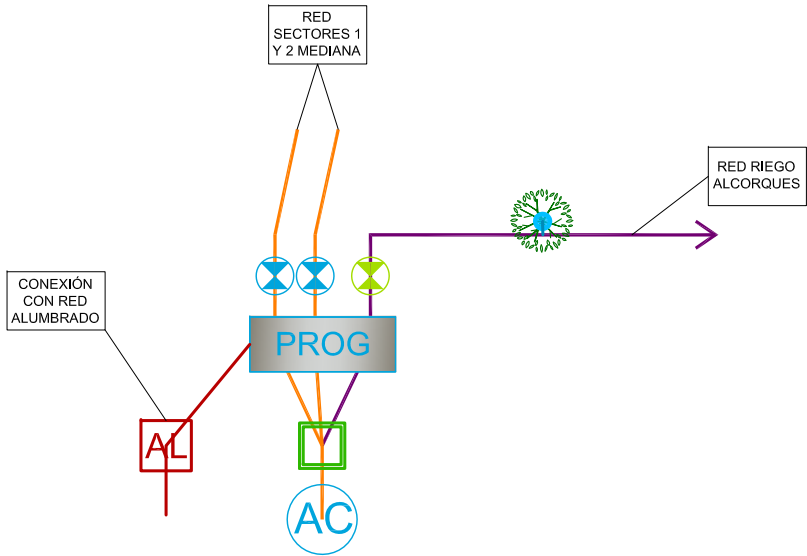 RED
SECTORES 1
Y 2 MEDIANA
RED RIEGO
ALCORQUES
CONEXIÓN
CON RED
ALUMBRADO
PROG
AL
AC